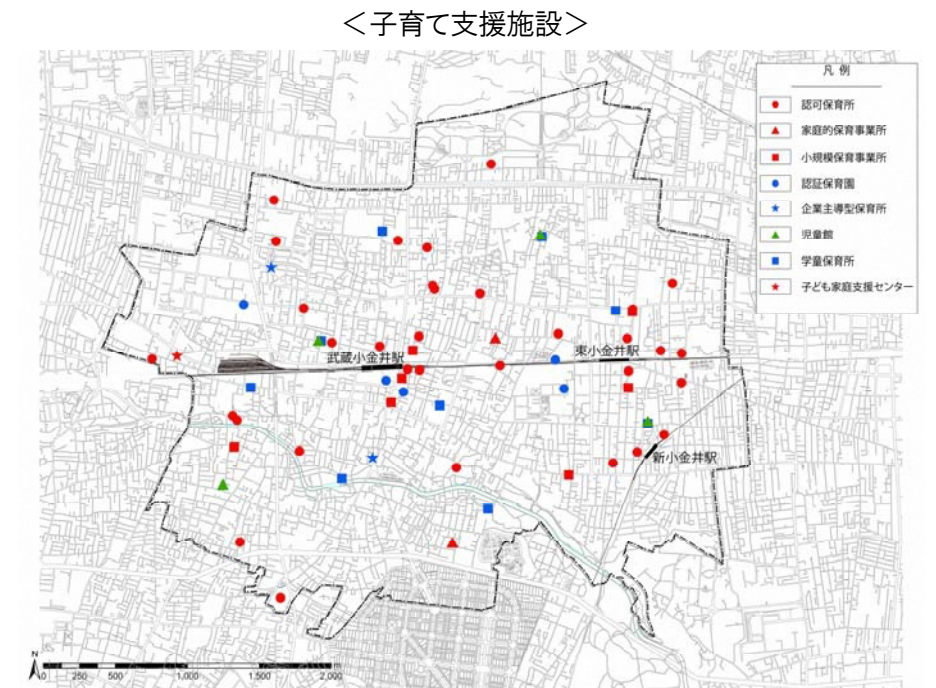 ＜子育て支援施設＞
凡 例
認可保育所
家庭的保育事業所
小規模保育事業所
認証保育園
企業主導型保育所
児童館
学童保育所
子ども家庭支援センター
武蔵小金井駅
東小金井駅
新小金井駅
N
0 250 500 1,000 1,500 2,000